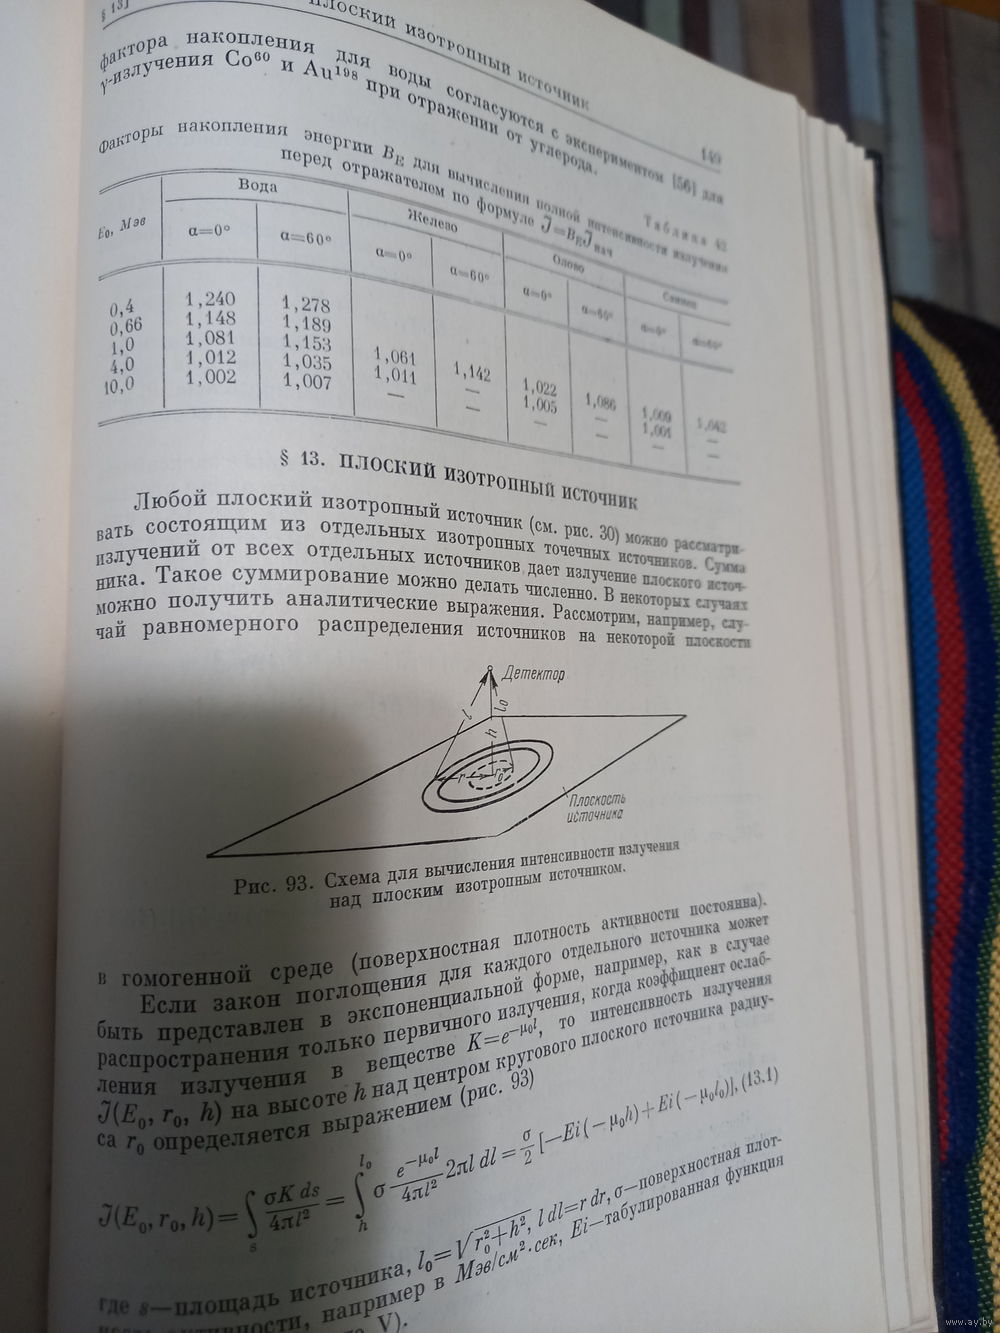 § 13]
ПЛОСКИЙ ИЗОТРОПНЫЙ ИСТОЧНИК
149
фактора накопления для воды согласуются с экспериментом [56] для
γ-излучения Co⁶⁰ и Au¹⁹⁸ при отражении от углерода.
Таблица 42
Факторы накопления энергии B_E для вычисления полной интенсивности излучения
перед отражателем по формуле J=B_E J_нач
E₀, Мэв | Вода | Железо | Олово | Свинец
α=0° | α=60° | α=0° | α=60° | α=0° | α=60° | α=0° | α=60°
0,4 | 1,240 | 1,278
0,66 | 1,148 | 1,189
1,0 | 1,081 | 1,153 | 1,061 | 1,142 | 1,022 | 1,086 | 1,009 | 1,042
4,0 | 1,012 | 1,035 | 1,011 | — | 1,005 | — | 1,001 | —
10,0 | 1,002 | 1,007 | — | — | — | — | — | —
§ 13. ПЛОСКИЙ ИЗОТРОПНЫЙ ИСТОЧНИК
Любой плоский изотропный источник (см. рис. 30) можно рассматри-
вать состоящим из отдельных изотропных точечных источников. Сумма
излучений от всех отдельных источников дает излучение плоского источ-
ника. Такое суммирование можно делать численно. В некоторых случаях
можно получить аналитические выражения. Рассмотрим, например, слу-
чай равномерного распределения источников на некоторой плоскости
Детектор
l
l₀
h
r
r₀
Плоскость
источника
Рис. 93. Схема для вычисления интенсивности излучения
над плоским изотропным источником.
в гомогенной среде (поверхностная плотность активности постоянна).
Если закон поглощения для каждого отдельного источника может
быть представлен в экспоненциальной форме, например, как в случае
распространения только первичного излучения, когда коэффициент ослаб-
ления излучения в веществе K=e^{−μ₀l}, то интенсивность излучения
J(E₀, r₀, h) на высоте h над центром кругового плоского источника радиу-
са r₀ определяется выражением (рис. 93)
J(E₀, r₀, h)=∫_s σK ds/4πl² = ∫_h^{l₀} σ e^{−μ₀l}/4πl² 2πl dl = σ/2 [−Ei(−μ₀h)+Ei(−μ₀l₀)], (13.1)
где s—площадь источника, l₀=√(r₀²+h²), l dl=r dr, σ—поверхностная плот-
ность активности, например в Мэв/см²·сек, Ei—табулированная функция
V).
www.ay.by